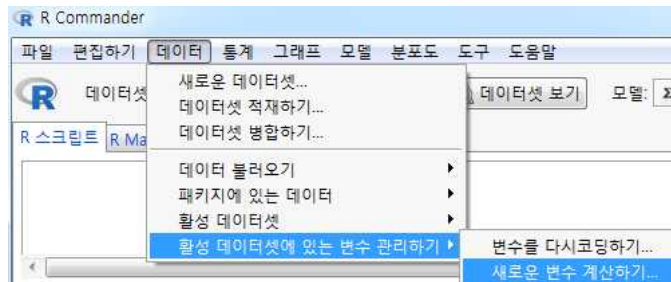 R Commander
파일 편집하기 데이터 통계 그래프 모델 분포도 도구 도움말
데이터셋 데이터셋 보기 모델:
R 스크립트 R Ma
새로운 데이터셋...
데이터셋 적재하기...
데이터셋 병합하기...
데이터 불러오기
패키지에 있는 데이터
활성 데이터셋
활성 데이터셋에 있는 변수 관리하기
변수를 다시코딩하기...
새로운 변수 계산하기...